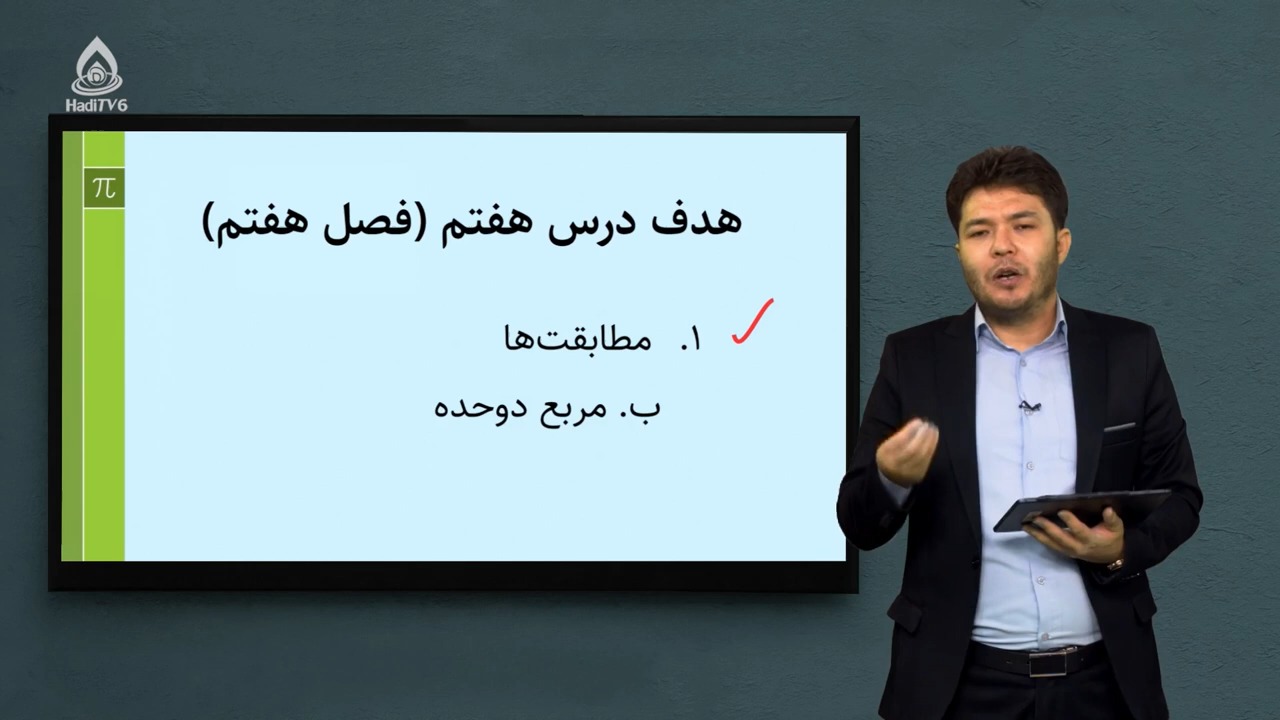 HadiTV6
π
هدف درس هفتم (فصل هفتم)
۱. مطابقت‌ها
ب. مربع دوحده